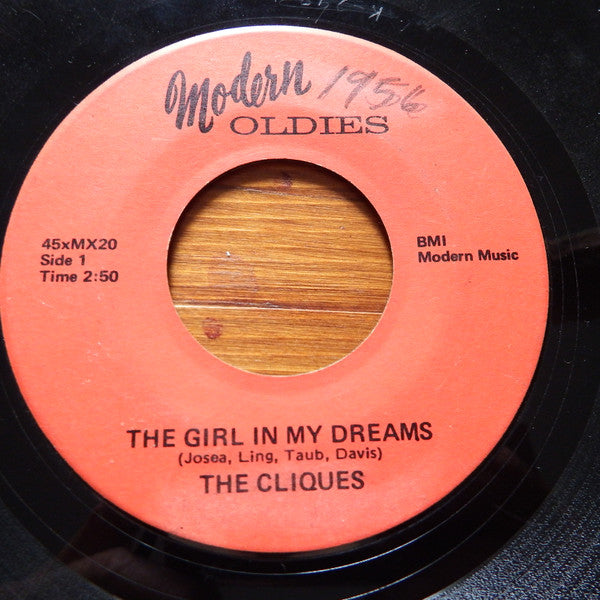 Modern 1956
OLDIES
45xMX20
Side 1
Time 2:50
BMI
Modern Music
THE GIRL IN MY DREAMS
(Josea, Ling, Taub, Davis)
THE CLIQUES